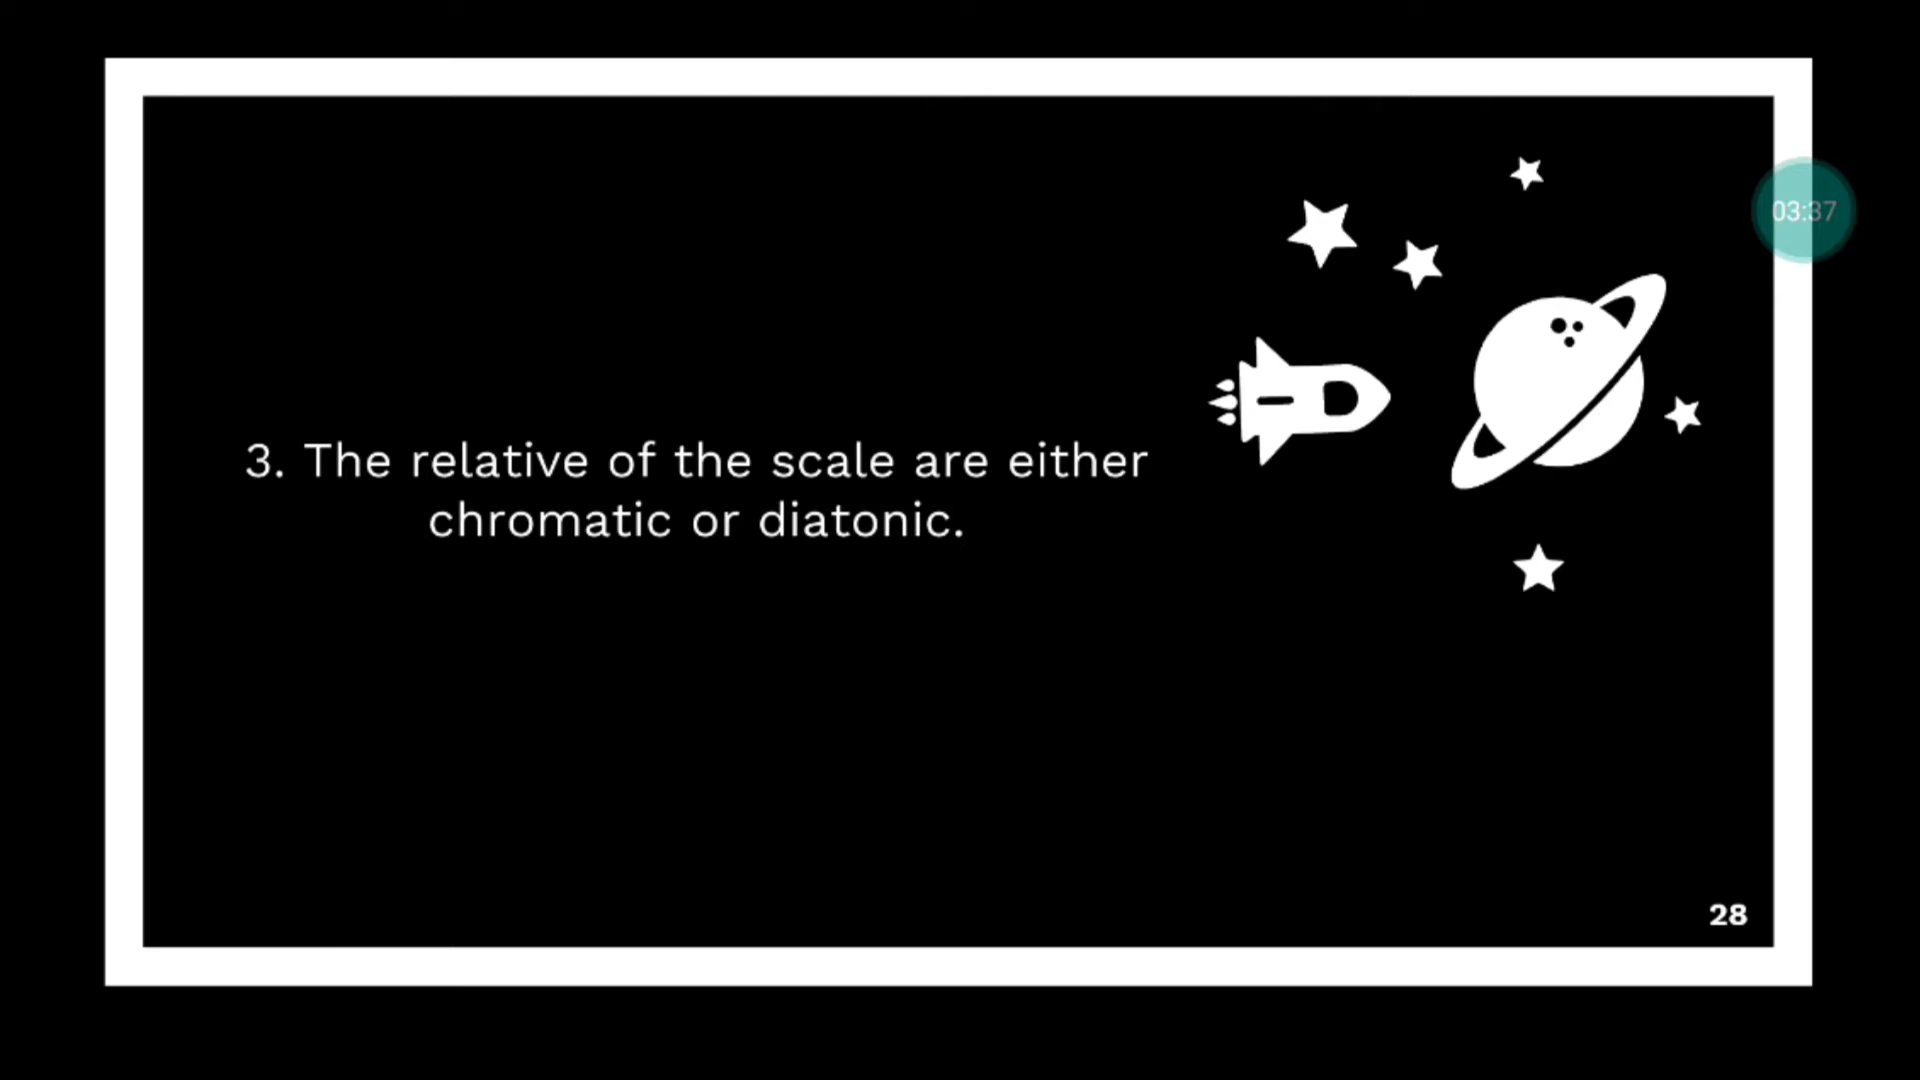 03:37
3. The relative of the scale are either
chromatic or diatonic.
28